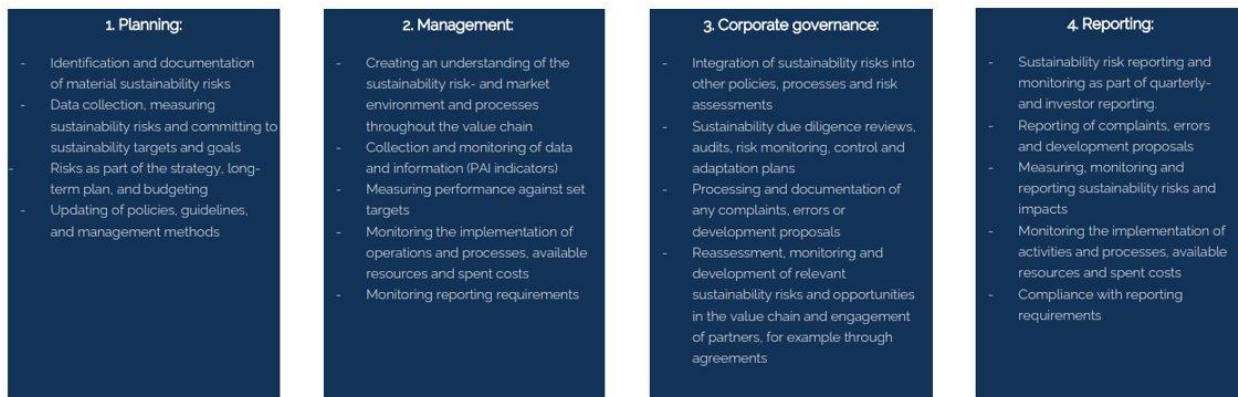 1. Planning:
- Identification and documentation
of material sustainability risks
- Data collection, measuring
sustainability risks and committing to
sustainability targets and goals
- Risks as part of the strategy, long-
term plan, and budgeting
- Updating of policies, guidelines,
and management methods
2. Management:
- Creating an understanding of the
sustainability risk- and market
environment and processes
throughout the value chain
- Collection and monitoring of data
and information (PAI indicators)
- Measuring performance against set
targets
- Monitoring the implementation of
operations and processes, available
resources and spent costs
- Monitoring reporting requirements
3. Corporate governance:
- Integration of sustainability risks into
other policies, processes and risk
assessments
- Sustainability due diligence reviews,
audits, risk monitoring, control and
adaptation plans
- Processing and documentation of
any complaints, errors or
development proposals
- Reassessment, monitoring and
development of relevant
sustainability risks and opportunities
in the value chain and engagement
of partners, for example through
agreements
4. Reporting:
- Sustainability risk reporting and
monitoring as part of quarterly-
and investor reporting.
- Reporting of complaints, errors
and development proposals
- Measuring, monitoring and
reporting sustainability risks and
impacts
- Monitoring the implementation of
activities and processes, available
resources and spent costs
- Compliance with reporting
requirements